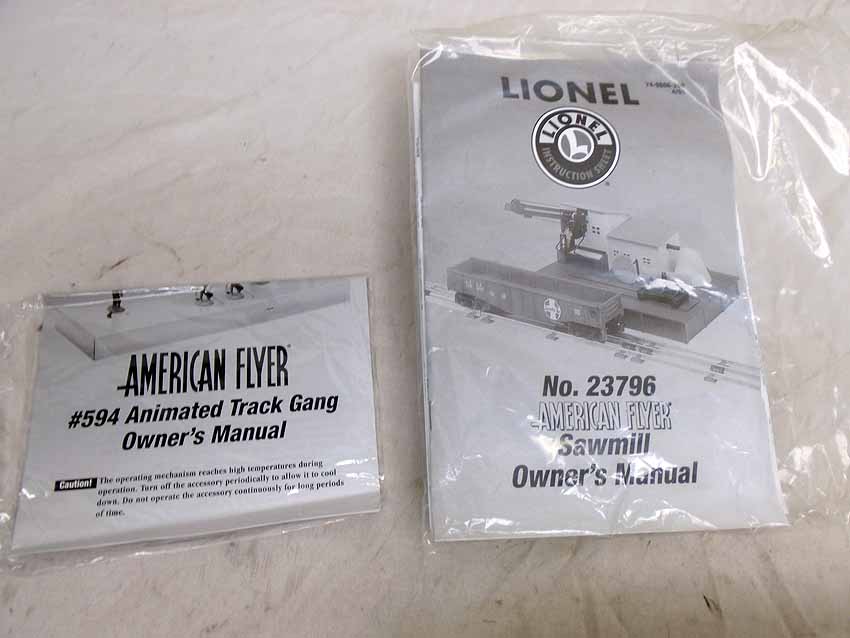 AMERICAN FLYER
#594 Animated Track Gang
Owner's Manual
Caution! The operating mechanism reaches high temperatures during
operation. Turn off the accessory periodically to allow it to cool
down. Do not operate the accessory continuously for long periods
of time.
LIONEL
LIONEL
L
INSTRUCTION SHEET
No. 23796
AMERICAN FLYER
Sawmill
Owner's Manual